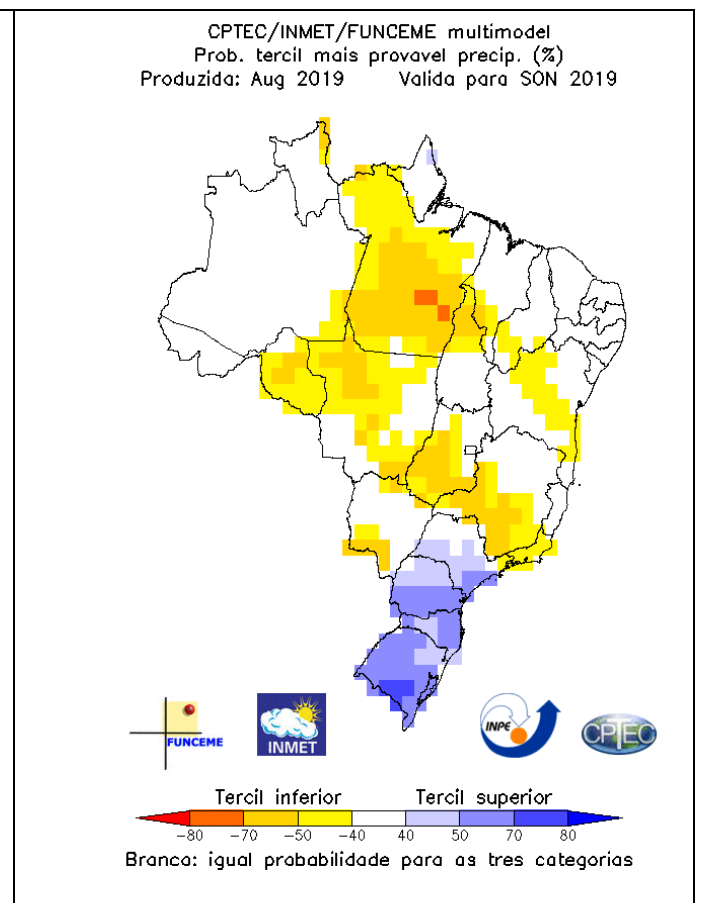 CPTEC/INMET/FUNCEME multimodel
Prob. tercil mais provavel precip. (%)
Produzida: Aug 2019 Valida para SON 2019
FUNCEME
INMET
INPE
CPTEC
Tercil inferior Tercil superior
-80 -70 -50 -40 40 50 70 80
Branca: igual probabilidade para as tres categorias